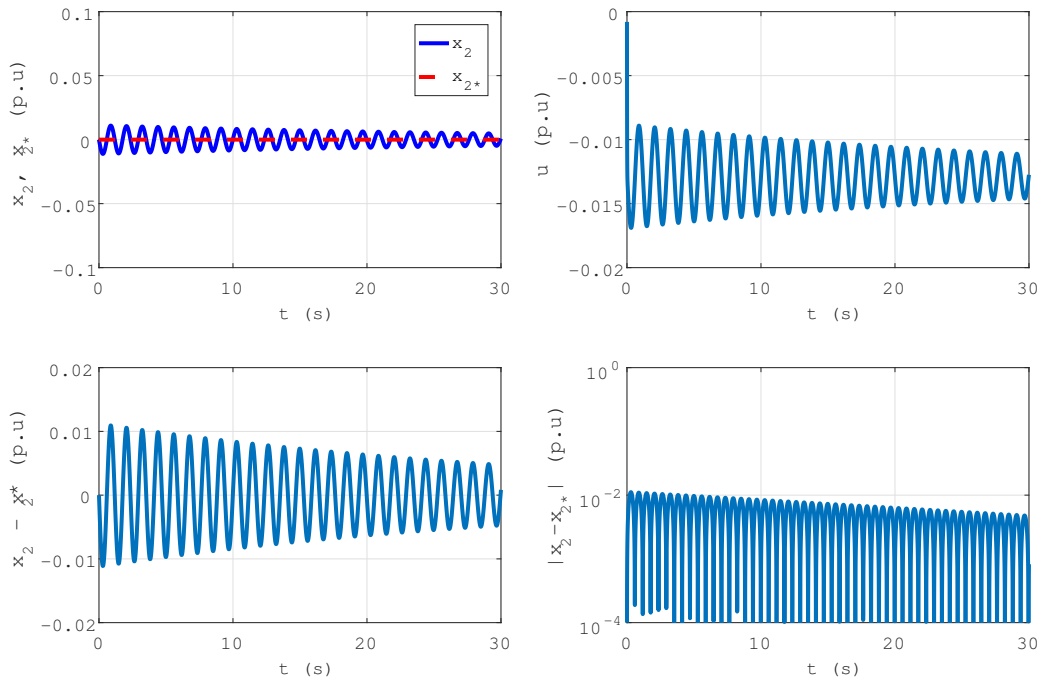 0.1
0.05
0
−0.05
−0.1
x2, x2* (p.u)
0 10 20 30
t (s)
x2
x2*
0
−0.005
−0.01
−0.015
−0.02
u (p.u)
0 10 20 30
t (s)
0.02
0.01
0
−0.01
−0.02
x2 − x2* (p.u)
0 10 20 30
t (s)
10^0
10^−2
10^−4
|x2−x2*| (p.u)
0 10 20 30
t (s)